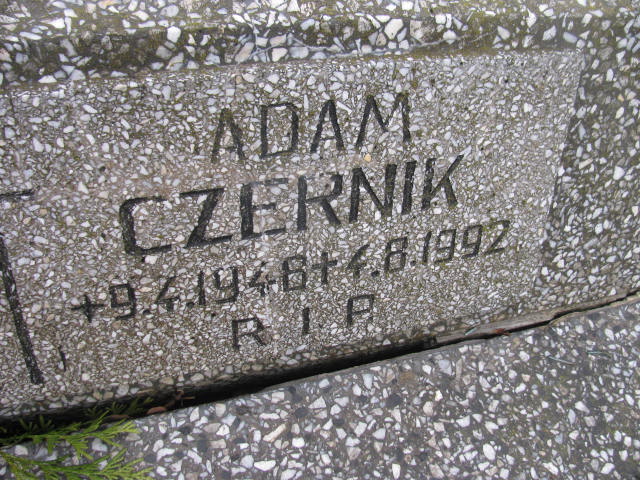 ADAM
CZERNIK
+9.4.1948+4.8.1992
R I P